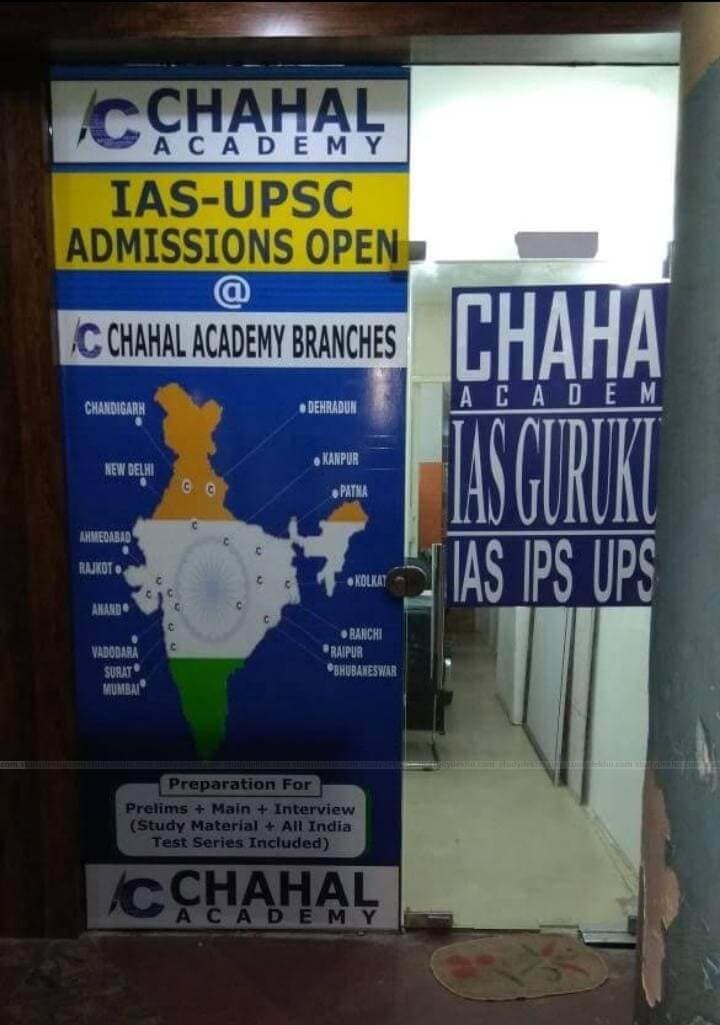 CHAHAL
ACADEMY
IAS-UPSC
ADMISSIONS OPEN
@
CHAHAL ACADEMY BRANCHES
CHANDIGARH
DEHRADUN
NEW DELHI
KANPUR
PATNA
AHMEDABAD
RAJKOT
KOLKAT
ANAND
RANCHI
VADODARA
RAIPUR
SURAT
BHUBANESWAR
MUMBAI
Preparation For
Prelims + Main + Interview
(Study Material + All India
Test Series Included)
CHAHAL
ACADEMY
CHAHA
ACADEM
IAS GURUKU
IAS IPS UPS